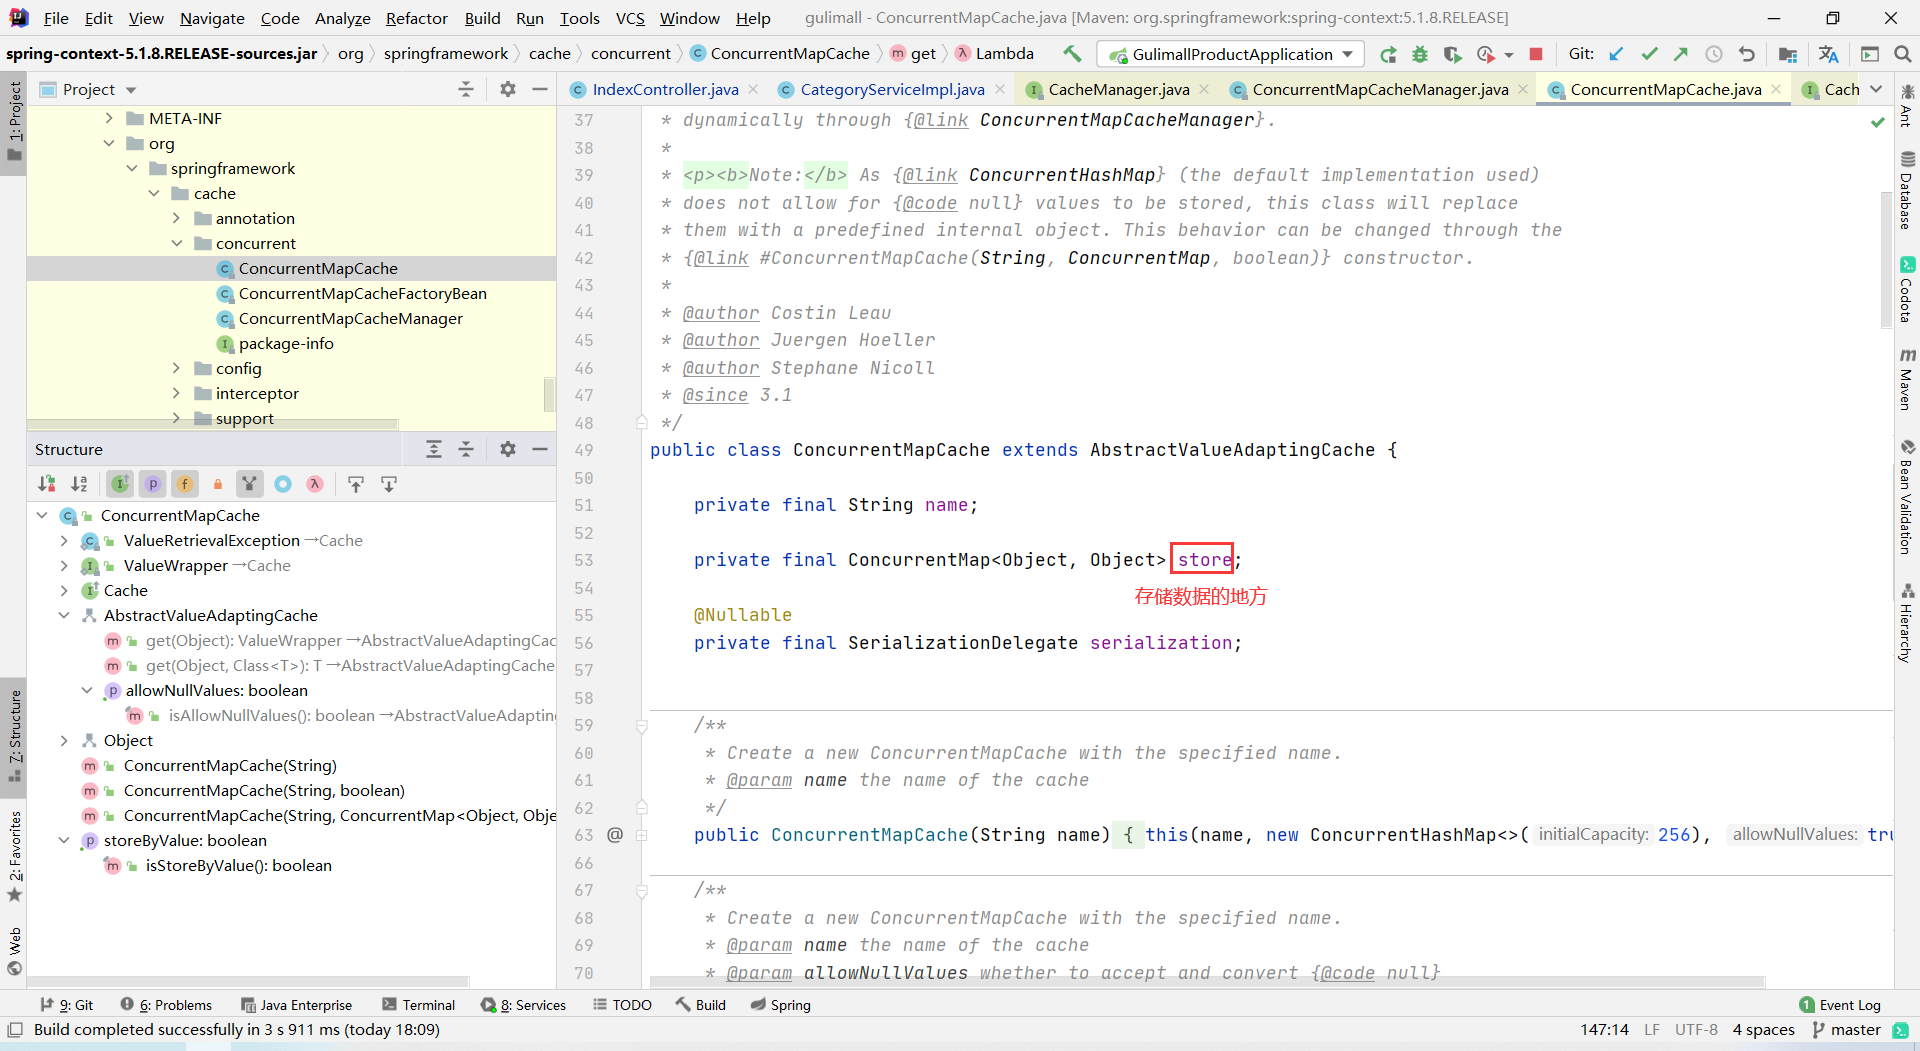 File Edit View Navigate Code Analyze Refactor Build Run Tools VCS Window Help gulimall - ConcurrentMapCache.java [Maven: org.springframework:spring-context:5.1.8.RELEASE]
spring-context-5.1.8.RELEASE-sources.jar org springframework cache concurrent ConcurrentMapCache get Lambda GulimallProductApplication Git:
1: Project
7: Structure
2: Favorites
Web
Project
META-INF
org
springframework
cache
annotation
concurrent
ConcurrentMapCache
ConcurrentMapCacheFactoryBean
ConcurrentMapCacheManager
package-info
config
interceptor
support
Structure
ConcurrentMapCache
ValueRetrievalException →Cache
ValueWrapper →Cache
Cache
AbstractValueAdaptingCache
get(Object): ValueWrapper →AbstractValueAdaptingCac
get(Object, Class<T>): T →AbstractValueAdaptingCache
allowNullValues: boolean
isAllowNullValues(): boolean →AbstractValueAdaptin
Object
ConcurrentMapCache(String)
ConcurrentMapCache(String, boolean)
ConcurrentMapCache(String, ConcurrentMap<Object, Obje
storeByValue: boolean
isStoreByValue(): boolean
IndexController.java CategoryServiceImpl.java CacheManager.java ConcurrentMapCacheManager.java ConcurrentMapCache.java Cach
37 * dynamically through {@link ConcurrentMapCacheManager}.
38 *
39 * <p><b>Note:</b> As {@link ConcurrentHashMap} (the default implementation used)
40 * does not allow for {@code null} values to be stored, this class will replace
41 * them with a predefined internal object. This behavior can be changed through the
42 * {@link #ConcurrentMapCache(String, ConcurrentMap, boolean)} constructor.
43 *
44 * @author Costin Leau
45 * @author Juergen Hoeller
46 * @author Stephane Nicoll
47 * @since 3.1
48 */
49 public class ConcurrentMapCache extends AbstractValueAdaptingCache {
50
51 private final String name;
52
53 private final ConcurrentMap<Object, Object> store;
54 存储数据的地方
55 @Nullable
56 private final SerializationDelegate serialization;
57
58
59 /**
60 * Create a new ConcurrentMapCache with the specified name.
61 * @param name the name of the cache
62 */
63 @ public ConcurrentMapCache(String name) { this(name, new ConcurrentHashMap<>( initialCapacity: 256), allowNullValues: tru
66
67 /**
68 * Create a new ConcurrentMapCache with the specified name.
69 * @param name the name of the cache
70 * @param allowNullValues whether to accept and convert {@code null}
Ant
Database
Codota
Maven
Bean Validation
Hierarchy
9: Git 6: Problems Java Enterprise Terminal 8: Services TODO Build Spring 1 Event Log
Build completed successfully in 3 s 911 ms (today 18:09) 147:14 LF UTF-8 4 spaces master